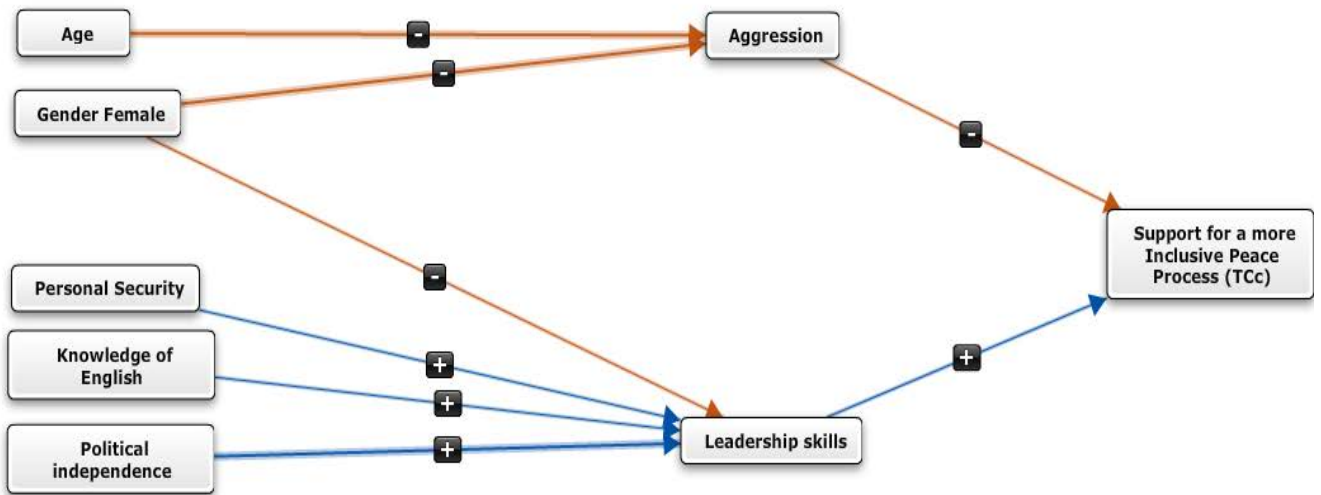 Age
-
Aggression
-
Gender Female
-
-
Support for a more
Inclusive Peace
Process (TCc)
Personal Security
+
+
Knowledge of
English
+
Political
independence
+
Leadership skills